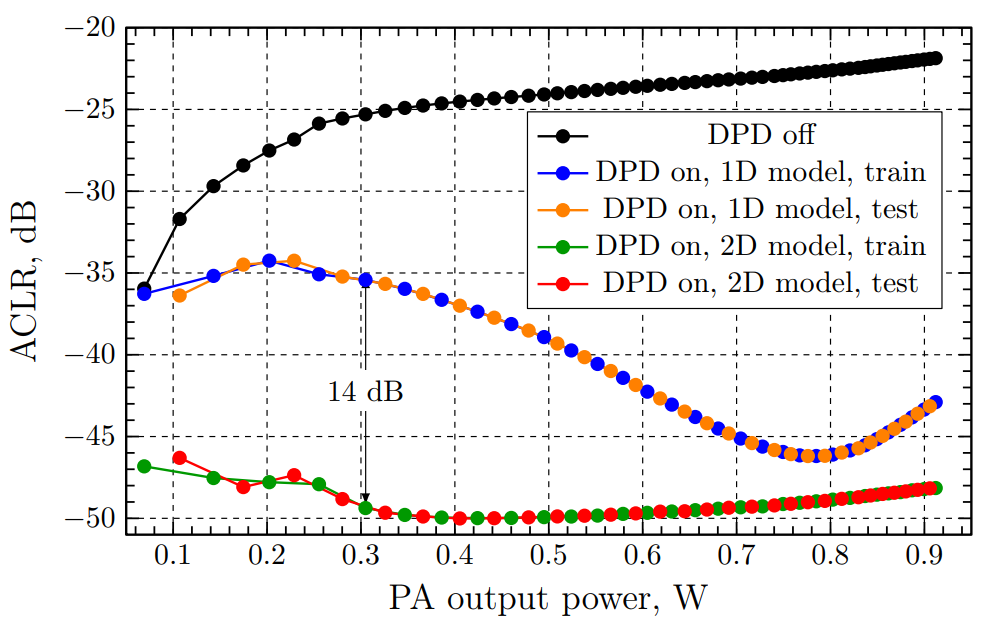 −20
−25
−30
−35
−40
−45
−50
ACLR, dB
DPD off
DPD on, 1D model, train
DPD on, 1D model, test
DPD on, 2D model, train
DPD on, 2D model, test
14 dB
0.1 0.2 0.3 0.4 0.5 0.6 0.7 0.8 0.9
PA output power, W